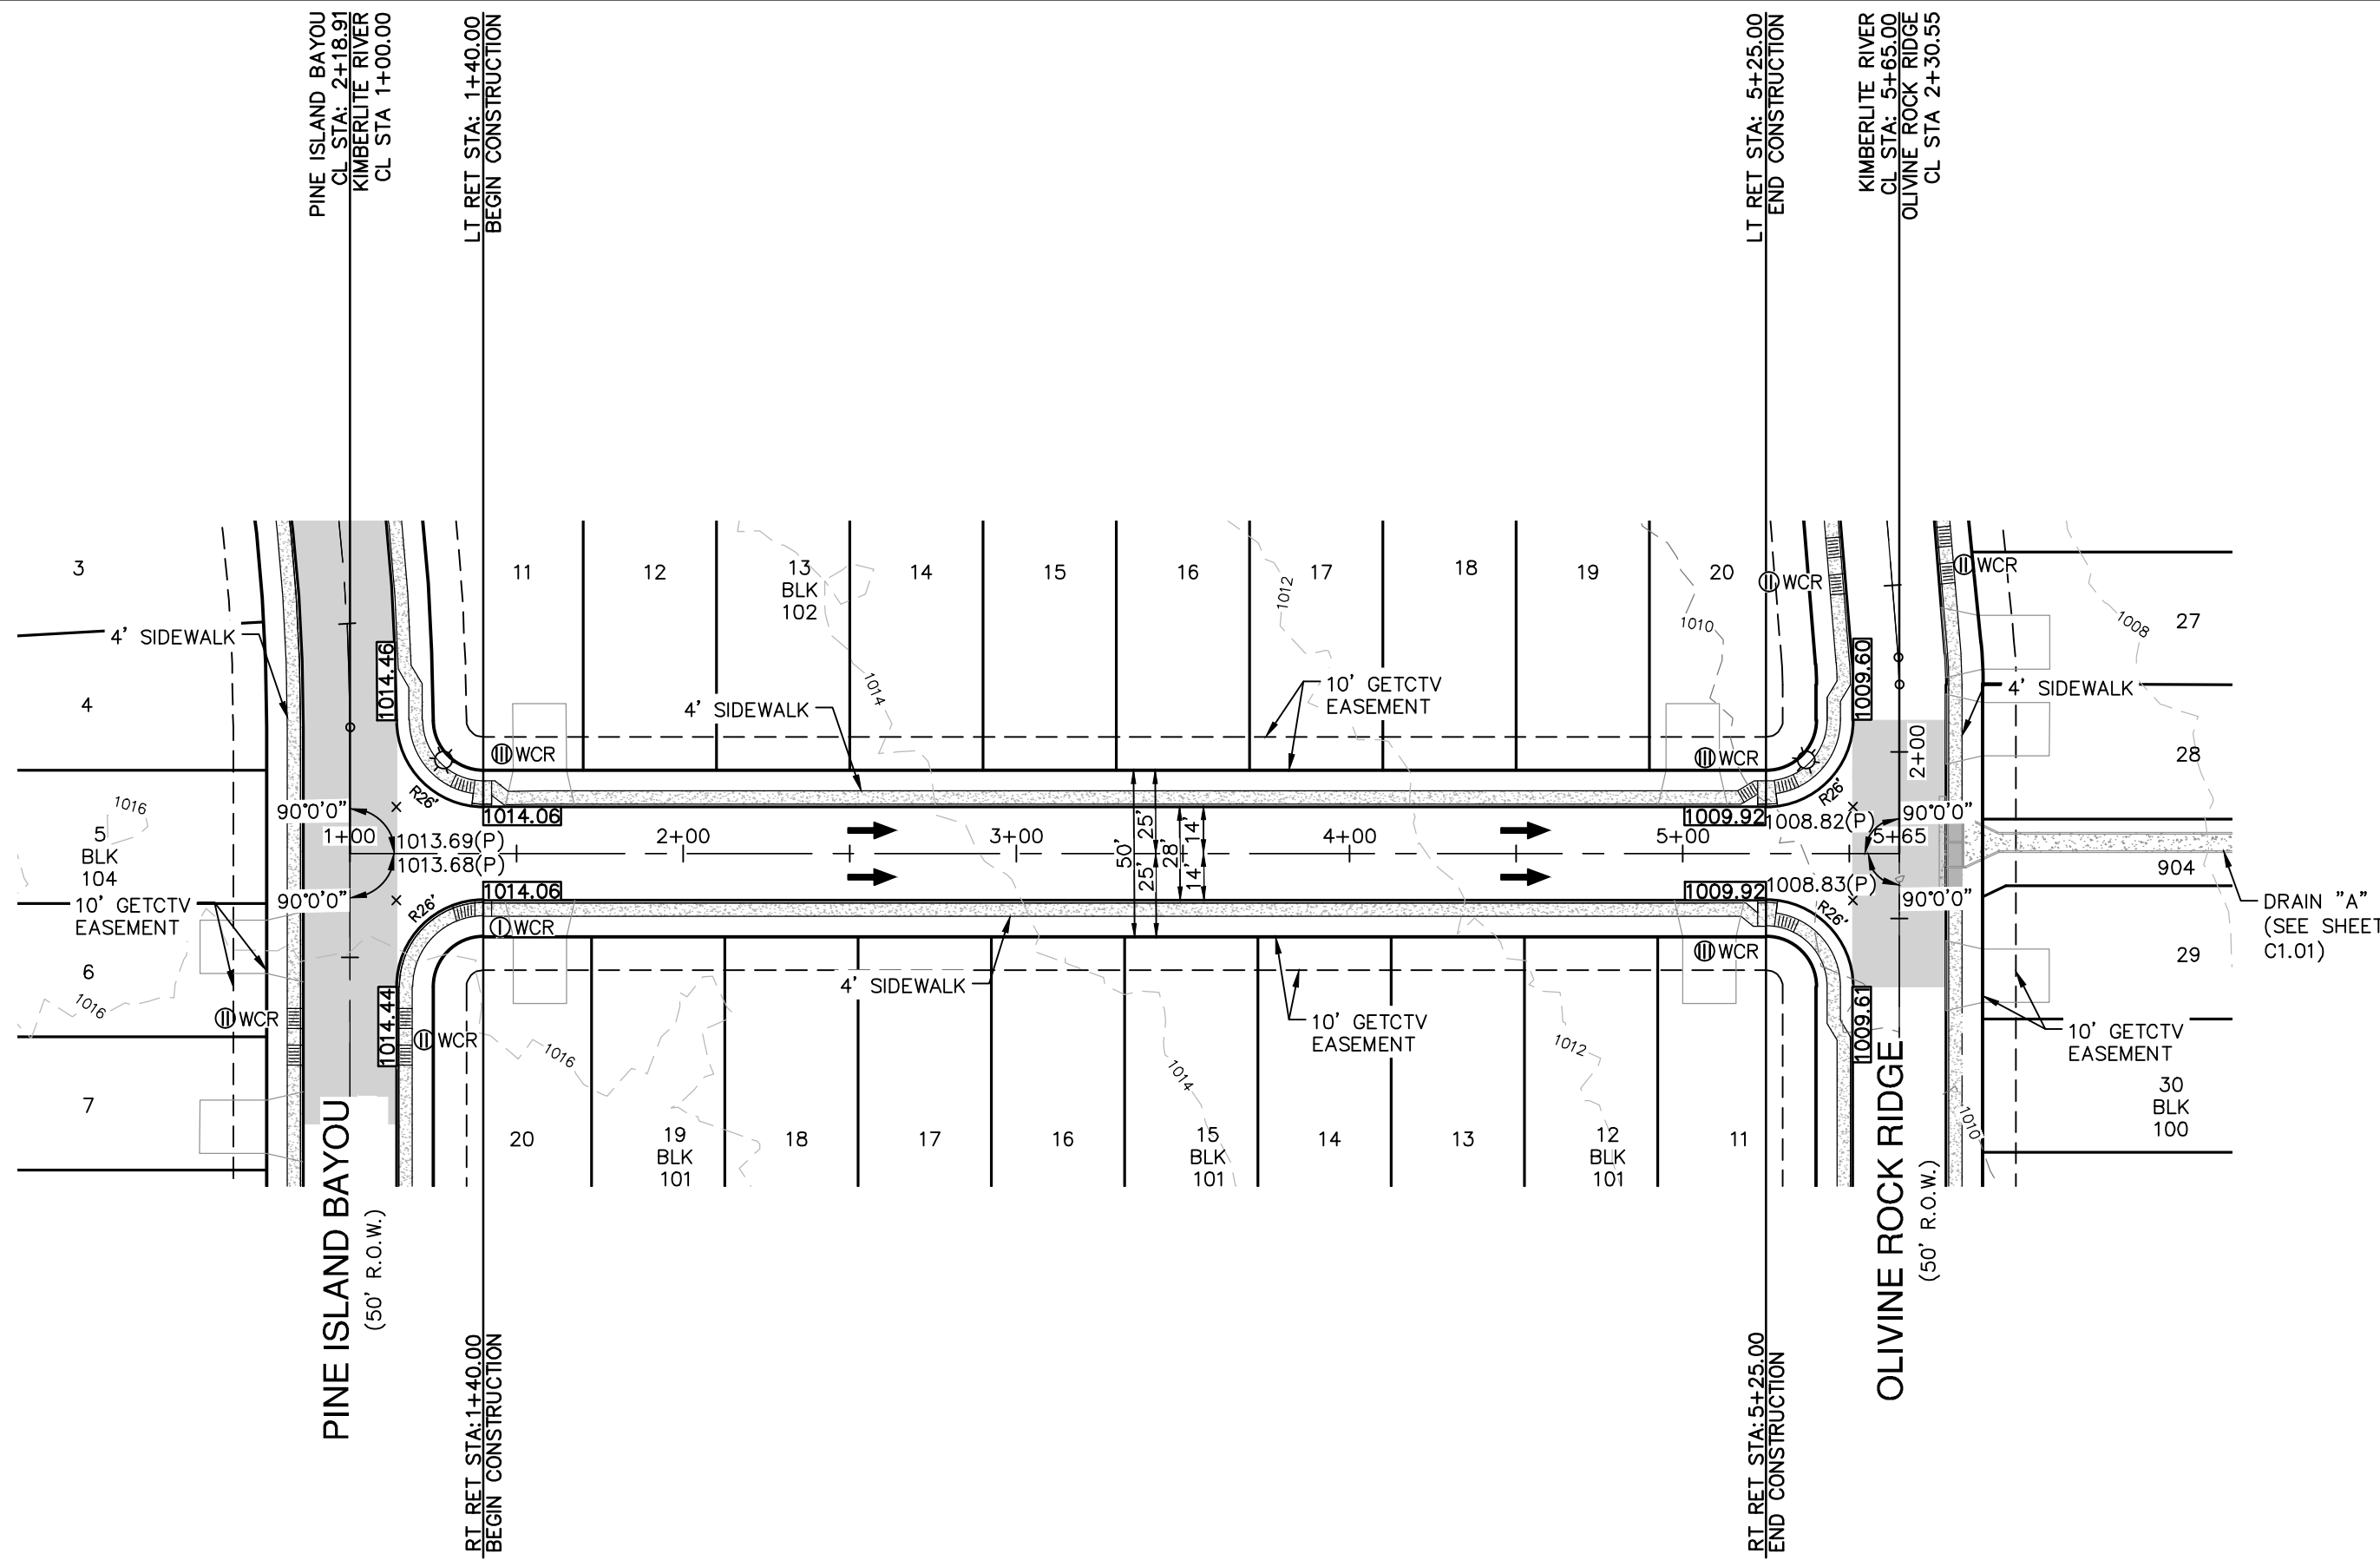 PINE ISLAND BAYOU
CL STA: 2+18.91
KIMBERLITE RIVER
CL STA 1+00.00
LT RET STA: 1+40.00
BEGIN CONSTRUCTION
LT RET STA: 5+25.00
END CONSTRUCTION
KIMBERLITE RIVER
CL STA: 5+65.00
OLIVINE ROCK RIDGE
CL STA 2+30.55
3
4
4' SIDEWALK
1016
5
BLK
104
10' GETCTV
EASEMENT
6
1016
II WCR
7
1014.46
R26'
90°0'0"
1+00
1013.69(P)
1013.68(P)
90°0'0"
R26'
1014.44
II WCR
III WCR
1014.06
1014.06
I WCR
11
12
13
BLK
102
14
15
16
17
18
19
20
1014
1012
1010
4' SIDEWALK
10' GETCTV
EASEMENT
2+00
3+00
4+00
5+00
5+65
50'
25'
25'
28'
14'
14'
4' SIDEWALK
10' GETCTV
EASEMENT
1016
1014
1012
20
19
BLK
101
18
17
16
15
BLK
101
14
13
12
BLK
101
11
II WCR
III WCR
1009.92
1009.92
III WCR
1009.60
R26'
1008.82(P)
90°0'0"
1008.83(P)
90°0'0"
R26'
1009.61
2+00
II WCR
4' SIDEWALK
1008
27
28
904
29
DRAIN "A"
(SEE SHEET
C1.01)
10' GETCTV
EASEMENT
30
BLK
100
1010
PINE ISLAND BAYOU
(50' R.O.W.)
OLIVINE ROCK RIDGE
(50' R.O.W.)
RT RET STA:1+40.00
BEGIN CONSTRUCTION
RT RET STA: 5+25.00
END CONSTRUCTION